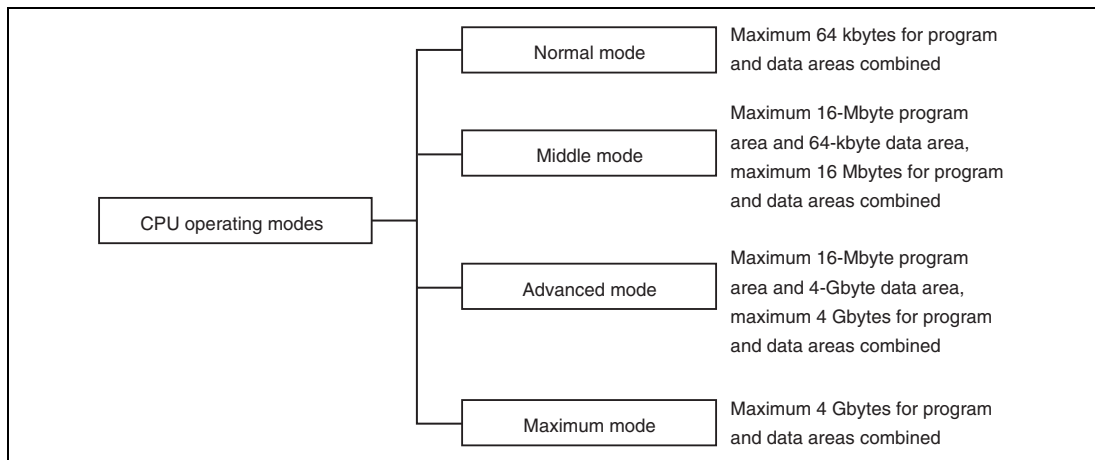 CPU operating modes
Normal mode
Maximum 64 kbytes for program
and data areas combined
Middle mode
Maximum 16-Mbyte program
area and 64-kbyte data area,
maximum 16 Mbytes for program
and data areas combined
Advanced mode
Maximum 16-Mbyte program
area and 4-Gbyte data area,
maximum 4 Gbytes for program
and data areas combined
Maximum mode
Maximum 4 Gbytes for program
and data areas combined